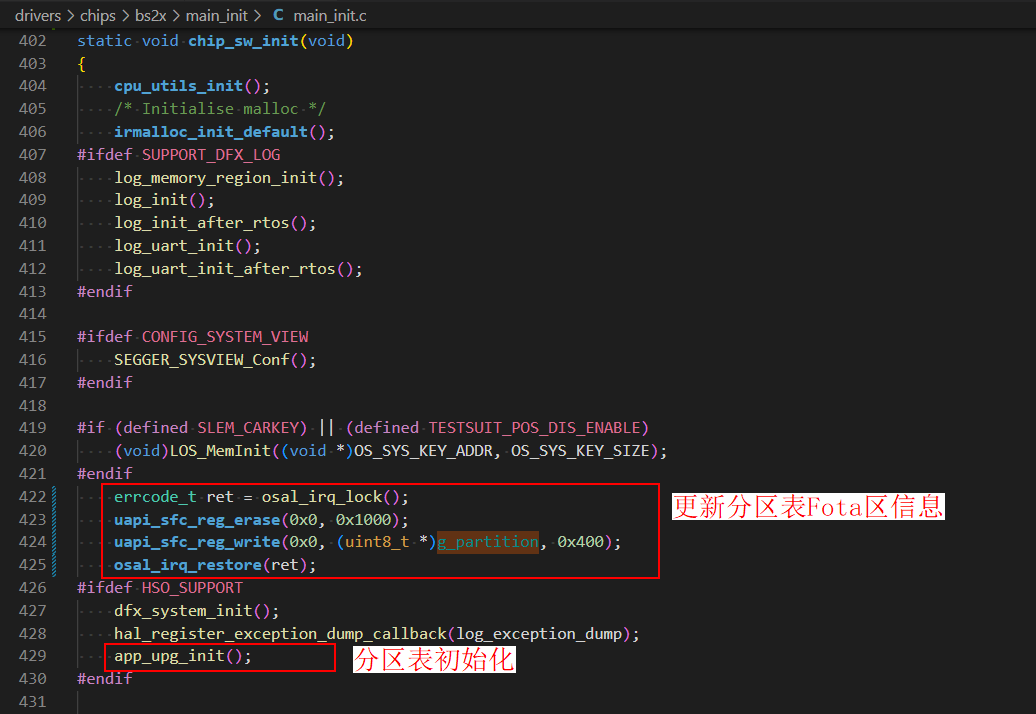 drivers > chips > bs2x > main_init > C main_init.c
402 static void chip_sw_init(void)
403 {
404 ····cpu_utils_init();
405 ····/* Initialise malloc */
406 ····irmalloc_init_default();
407 #ifdef SUPPORT_DFX_LOG
408 ····log_memory_region_init();
409 ····log_init();
410 ····log_init_after_rtos();
411 ····log_uart_init();
412 ····log_uart_init_after_rtos();
413 #endif
414
415 #ifdef CONFIG_SYSTEM_VIEW
416 ····SEGGER_SYSVIEW_Conf();
417 #endif
418
419 #if (defined SLEM_CARKEY) || (defined TESTSUIT_POS_DIS_ENABLE)
420 ····(void)LOS_MemInit((void *)OS_SYS_KEY_ADDR, OS_SYS_KEY_SIZE);
421 #endif
422 ····errcode_t ret = osal_irq_lock();
更新分区表Fota区信息
423 ····uapi_sfc_reg_erase(0x0, 0x1000);
424 ····uapi_sfc_reg_write(0x0, (uint8_t *)g_partition, 0x400);
425 ····osal_irq_restore(ret);
426 #ifdef HSO_SUPPORT
427 ····dfx_system_init();
428 ····hal_register_exception_dump_callback(log_exception_dump);
429 ····app_upg_init();
分区表初始化
430 #endif
431